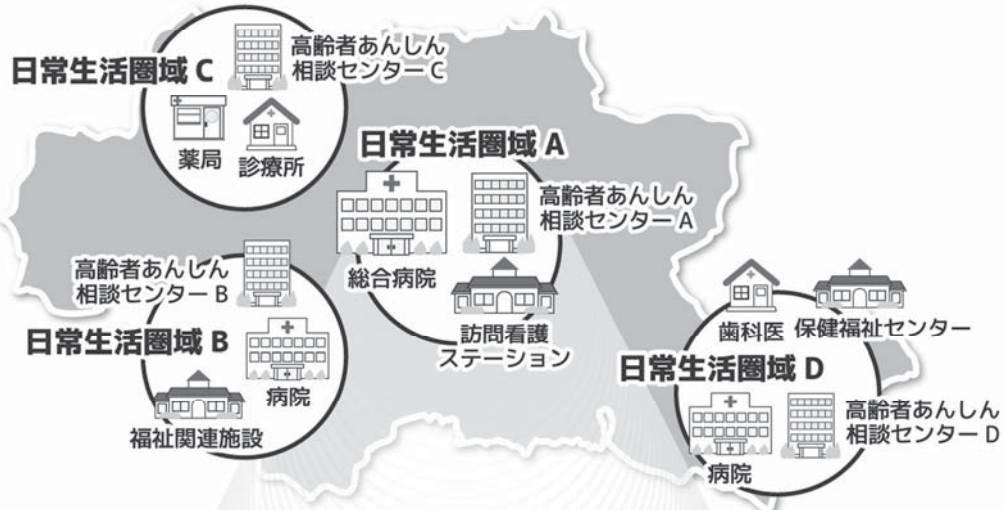 日常生活圏域 C
高齢者あんしん
相談センター C
薬局
診療所
日常生活圏域 A
高齢者あんしん
相談センター A
総合病院
訪問看護
ステーション
高齢者あんしん
相談センター B
日常生活圏域 B
病院
福祉関連施設
歯科医
保健福祉センター
日常生活圏域 D
高齢者あんしん
相談センター D
病院